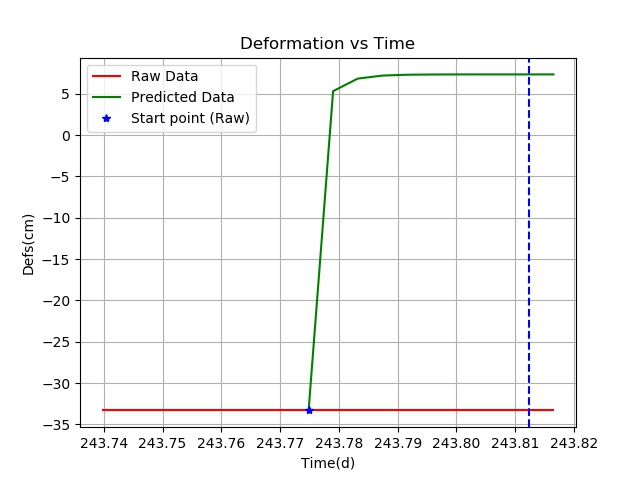 Deformation vs Time
Raw Data
Predicted Data
Start point (Raw)
5
0
−5
−10
−15
−20
−25
−30
−35
Defs(cm)
243.74 243.75 243.76 243.77 243.78 243.79 243.80 243.81 243.82
Time(d)